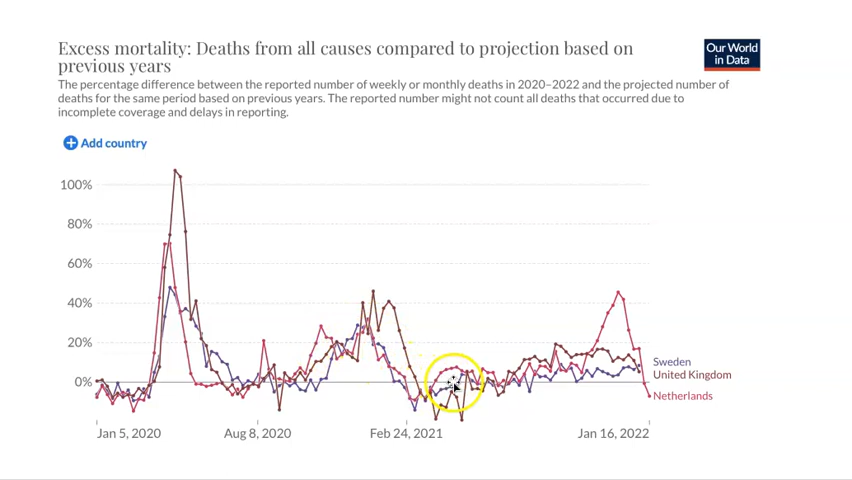 Excess mortality: Deaths from all causes compared to projection based on
previous years
Our World
in Data
The percentage difference between the reported number of weekly or monthly deaths in 2020–2022 and the projected number of
deaths for the same period based on previous years. The reported number might not count all deaths that occurred due to
incomplete coverage and delays in reporting.
Add country
100%
80%
60%
40%
20%
0%
Sweden
United Kingdom
Netherlands
Jan 5, 2020 Aug 8, 2020 Feb 24, 2021 Jan 16, 2022